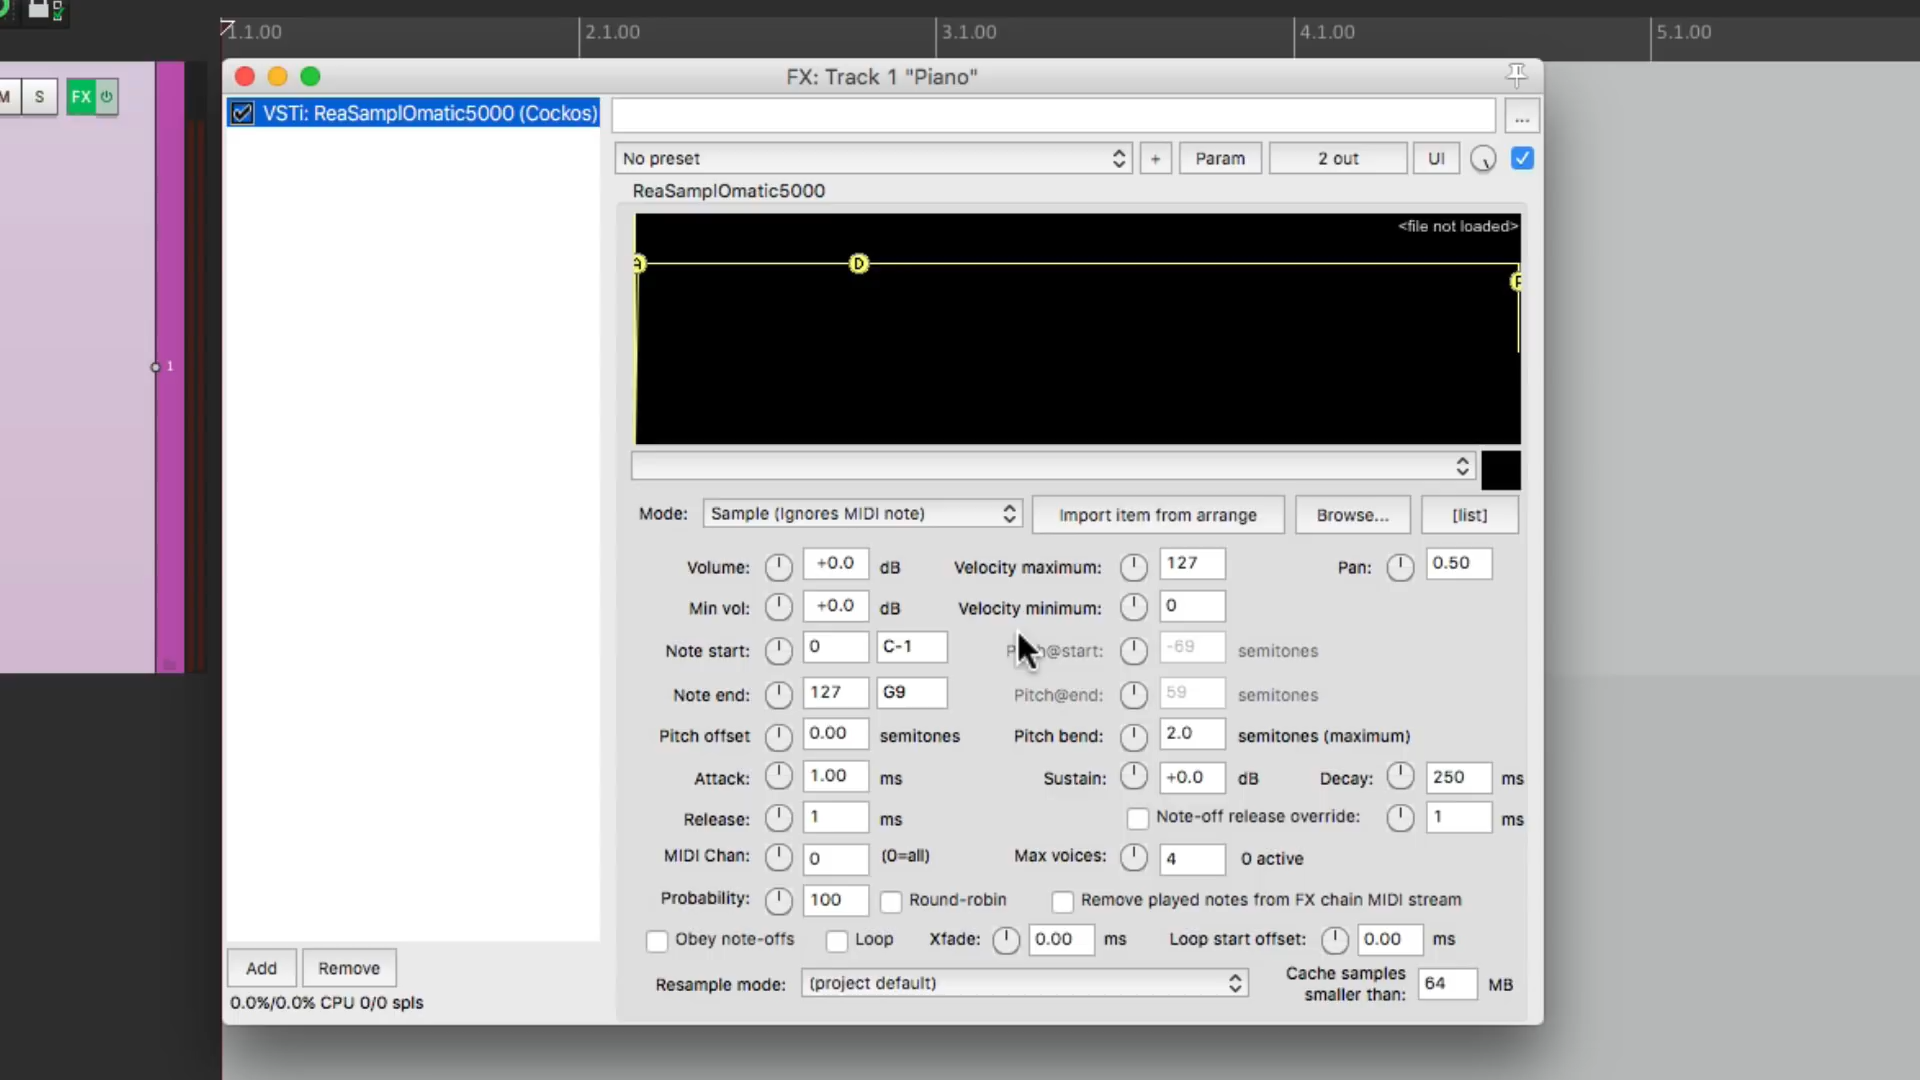 1.1.00 2.1.00 3.1.00 4.1.00 5.1.00
FX: Track 1 "Piano"
M S FX
VSTi: ReaSamplOmatic5000 (Cockos)
...
No preset + Param 2 out UI
ReaSamplOmatic5000
<file not loaded>
A D
1
Mode: Sample (Ignores MIDI note) Import item from arrange Browse... [list]
Volume: +0.0 dB Velocity maximum: 127 Pan: 0.50
Min vol: +0.0 dB Velocity minimum: 0
Note start: 0 C-1 @start: -69 semitones
Note end: 127 G9 Pitch@end: 59 semitones
Pitch offset 0.00 semitones Pitch bend: 2.0 semitones (maximum)
Attack: 1.00 ms Sustain: +0.0 dB Decay: 250 ms
Release: 1 ms Note-off release override: 1 ms
MIDI Chan: 0 (0=all) Max voices: 4 0 active
Probability: 100 Round-robin Remove played notes from FX chain MIDI stream
Obey note-offs Loop Xfade: 0.00 ms Loop start offset: 0.00 ms
Resample mode: (project default) Cache samples
smaller than: 64 MB
Add Remove
0.0%/0.0% CPU 0/0 spls